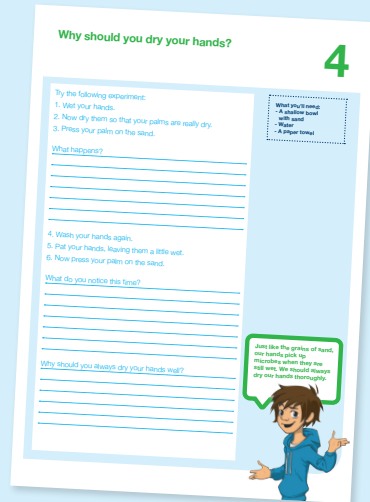 Why should you dry your hands?
4
Try the following experiment:
1. Wet your hands.
2. Now dry them so that your palms are really dry.
3. Press your palm on the sand.
What happens?
4. Wash your hands again.
5. Pat your hands, leaving them a little wet.
6. Now press your palm on the sand.
What do you notice this time?
Why should you always dry your hands well?
What you'll need:
- A shallow bowl
with sand
- Water
- A paper towel
Just like the grains of sand,
our hands pick up
microbes when they are
still wet. We should always
dry our hands thoroughly.